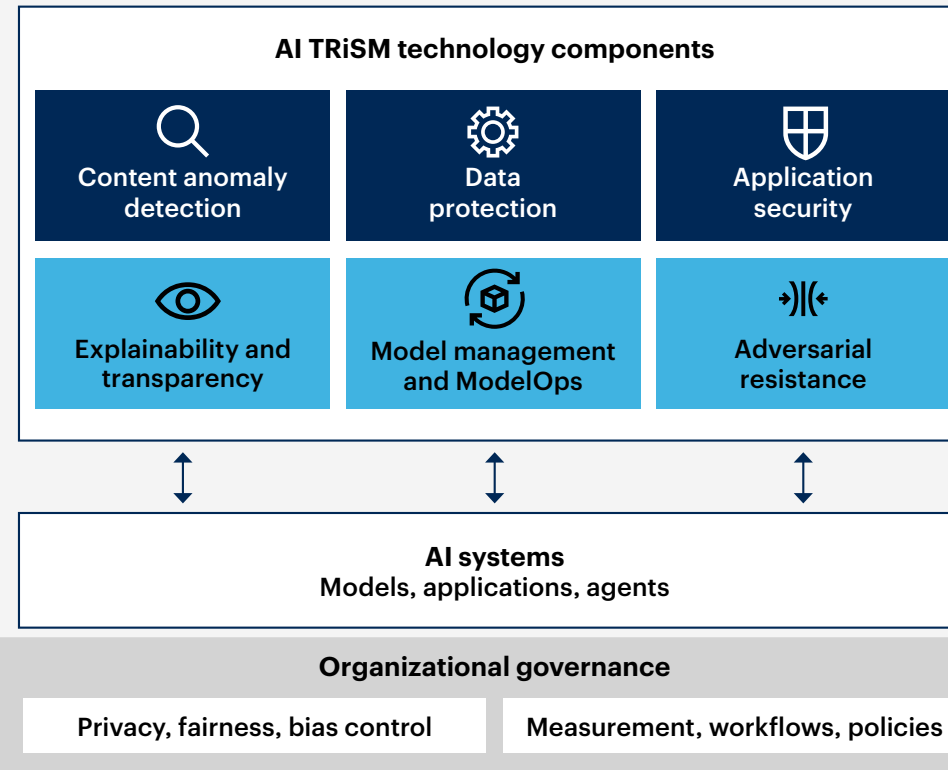 AI TRiSM technology components
Content anomaly
detection
Data
protection
Application
security
Explainability and
transparency
Model management
and ModelOps
Adversarial
resistance
AI systems
Models, applications, agents
Organizational governance
Privacy, fairness, bias control
Measurement, workflows, policies